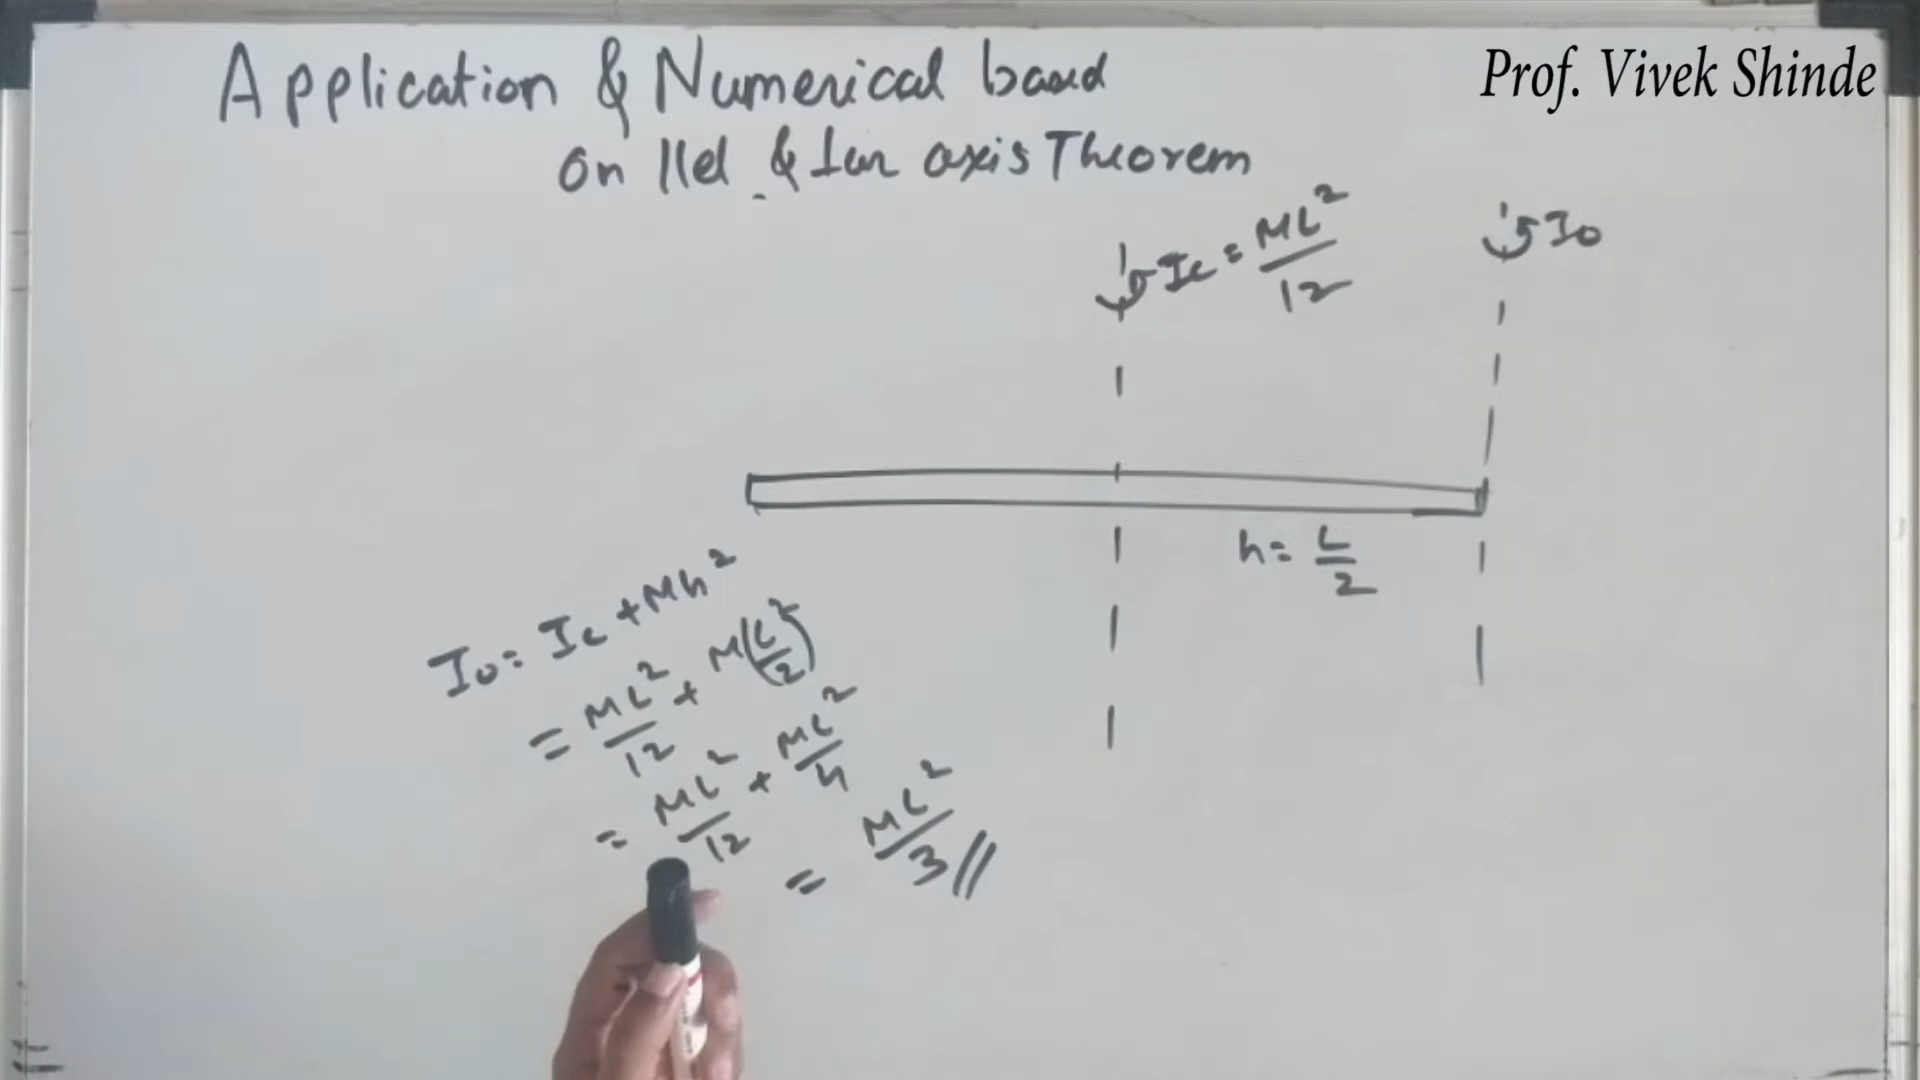 Application & Numerical based
Prof. Vivek Shinde
on llel & Lar axis Theorem
Ic = ML²/12
Io
h = L/2
Io = Ic + Mh²
= ML²/12 + M(L/2)²
= ML²/12 + ML²/4
= ML²/3 //